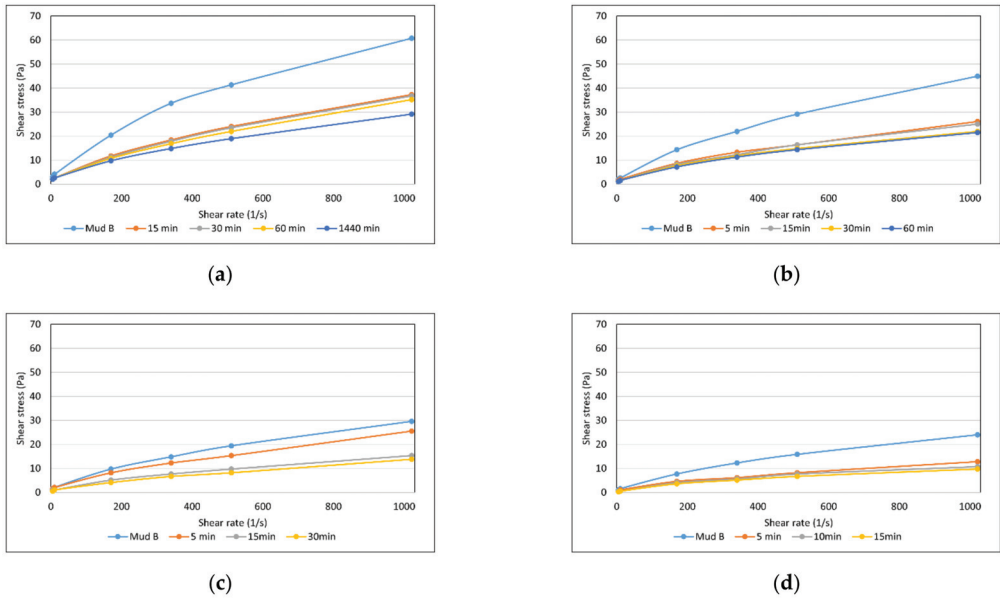 70
60
50
40
30
20
10
0
Shear stress (Pa)
0 200 400 600 800 1000
Shear rate (1/s)
Mud B 15 min 30 min 60 min 1440 min
(a)
70
60
50
40
30
20
10
0
Shear stress (Pa)
0 200 400 600 800 1000
Shear rate (1/s)
Mud B 5 min 15min 30min 60 min
(b)
70
60
50
40
30
20
10
0
Shear stress (Pa)
0 200 400 600 800 1000
Shear rate (1/s)
Mud B 5 min 15min 30min
(c)
70
60
50
40
30
20
10
0
Shear stress (Pa)
0 200 400 600 800 1000
Shear rate (1/s)
Mud B 5 min 10min 15min
(d)